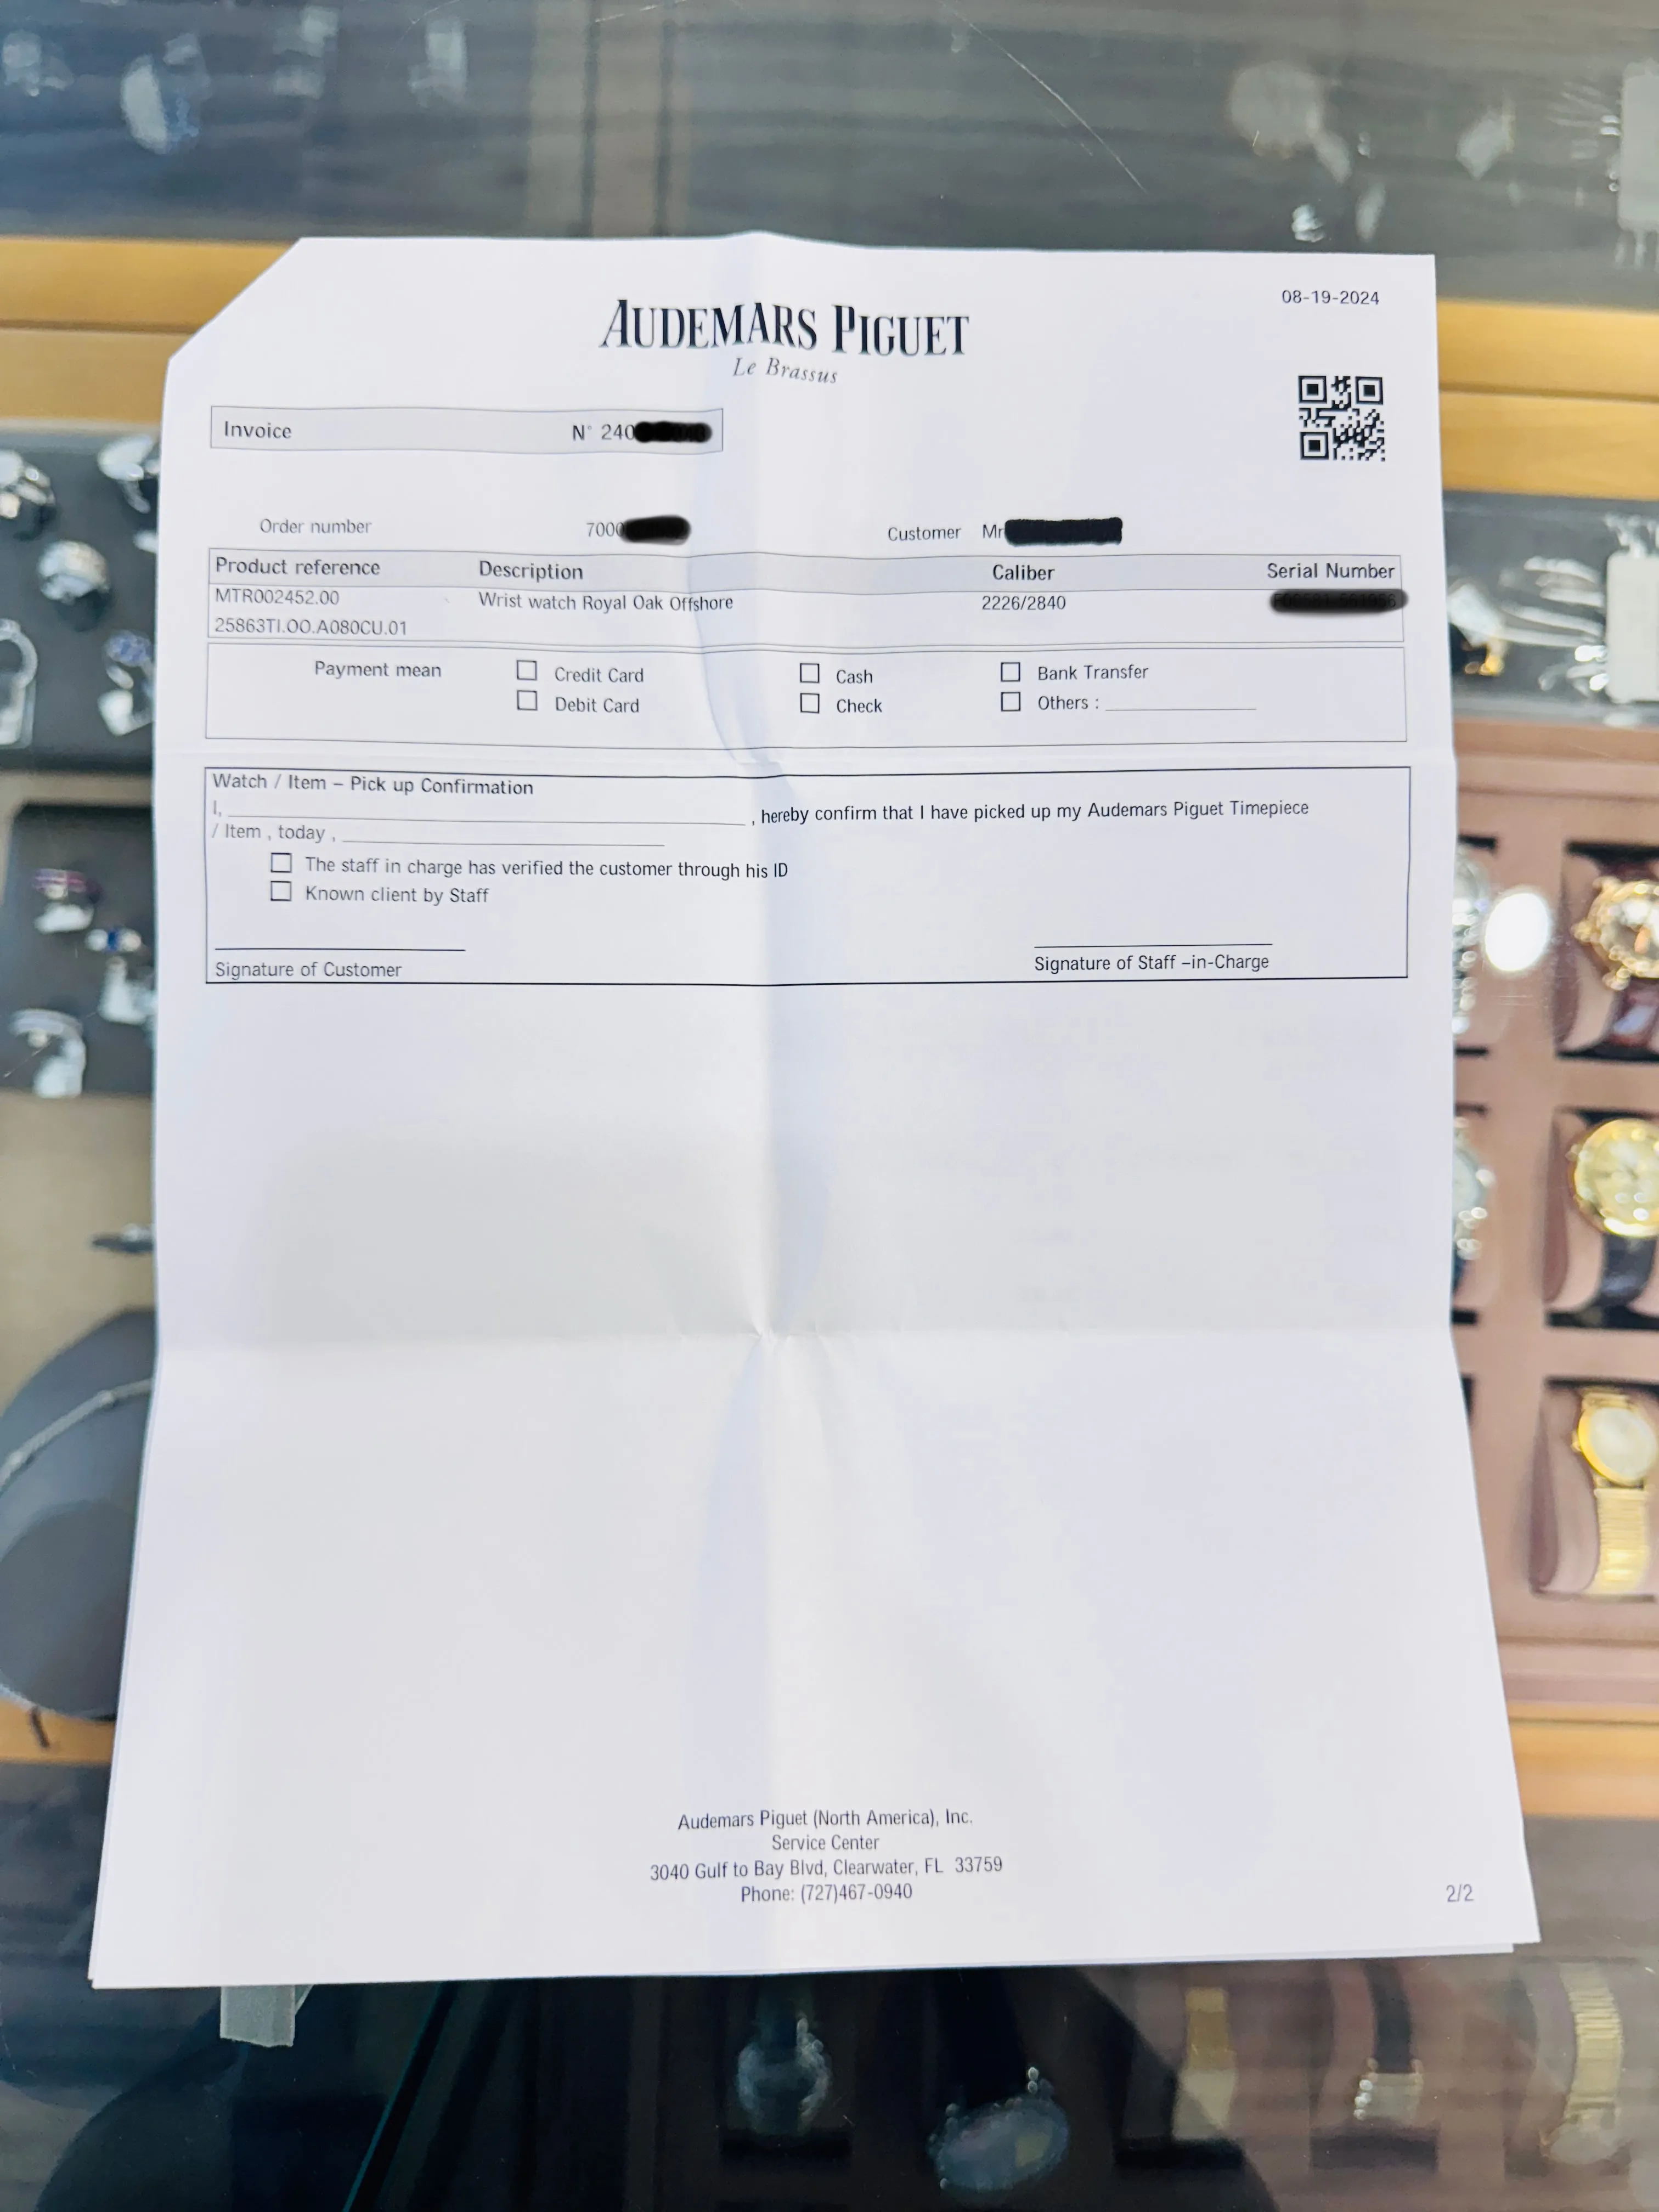 08-19-2024
AUDEMARS PIGUET
Le Brassus
Invoice N° 240
Order number 7000 Customer Mr
Product reference Description Caliber Serial Number
MTR002452.00 Wrist watch Royal Oak Offshore 2226/2840
25863TI.OO.A080CU.01
Payment mean Credit Card Cash Bank Transfer
Debit Card Check Others : ____________
Watch / Item – Pick up Confirmation
I, ____________ , hereby confirm that I have picked up my Audemars Piguet Timepiece
/ Item , today , ____________
The staff in charge has verified the customer through his ID
Known client by Staff
Signature of Customer Signature of Staff –in-Charge
Audemars Piguet (North America), Inc.
Service Center
3040 Gulf to Bay Blvd, Clearwater, FL 33759
Phone: (727)467-0940
2/2